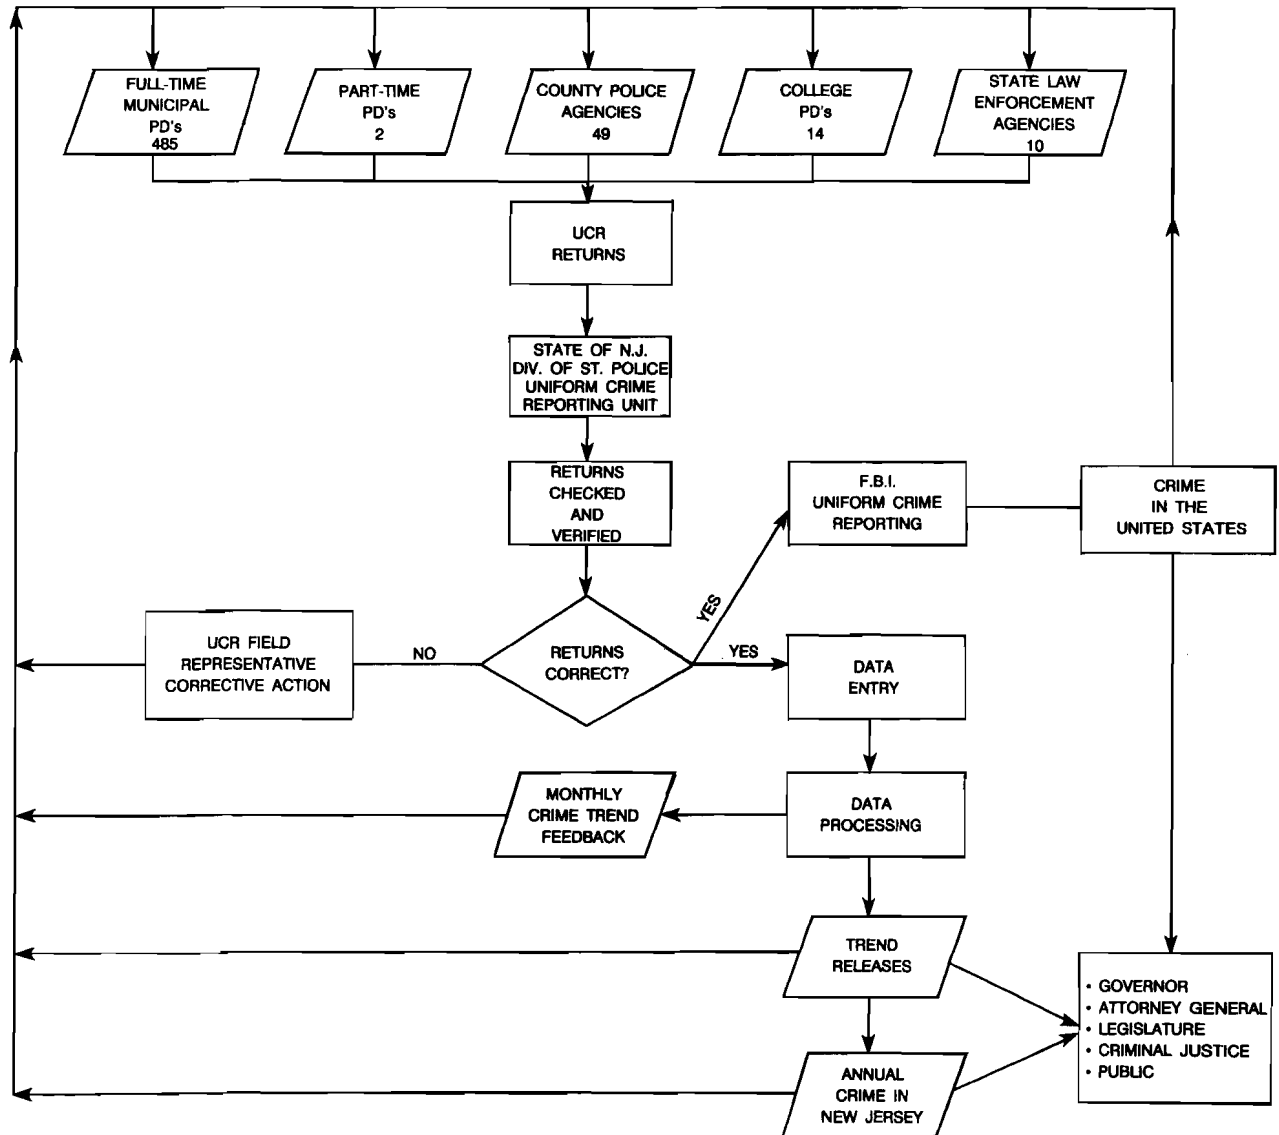 FULL-TIME
MUNICIPAL
PD's
485
PART-TIME
PD's
2
COUNTY POLICE
AGENCIES
49
COLLEGE
PD's
14
STATE LAW
ENFORCEMENT
AGENCIES
10
UCR
RETURNS
STATE OF N.J.
DIV. OF ST. POLICE
UNIFORM CRIME
REPORTING UNIT
RETURNS
CHECKED
AND
VERIFIED
F.B.I.
UNIFORM CRIME
REPORTING
CRIME
IN THE
UNITED STATES
YES
UCR FIELD
REPRESENTATIVE
CORRECTIVE ACTION
NO
RETURNS
CORRECT?
YES
DATA
ENTRY
MONTHLY
CRIME TREND
FEEDBACK
DATA
PROCESSING
TREND
RELEASES
• GOVERNOR
• ATTORNEY GENERAL
• LEGISLATURE
• CRIMINAL JUSTICE
• PUBLIC
ANNUAL
CRIME IN
NEW JERSEY